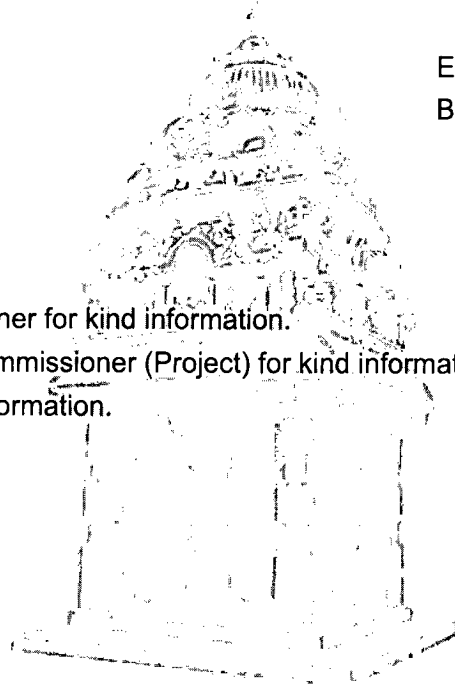 E
B
ner for kind information.
mmissioner (Project) for kind informat
ormation.